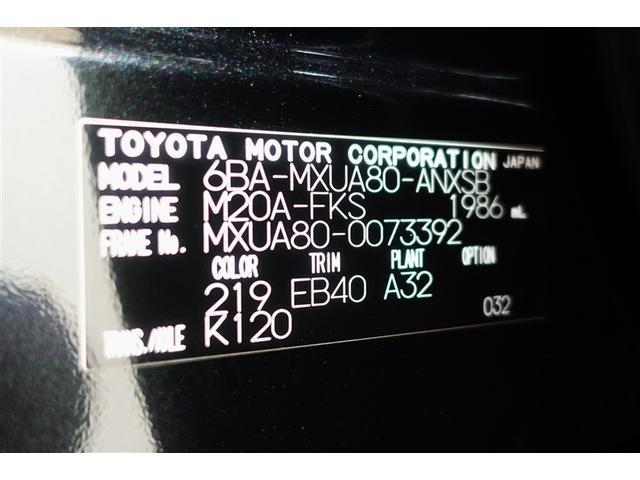 TOYOTA MOTOR CORPORATION JAPAN
MODEL 6BA-MXUA80-ANXSB
ENGINE M20A-FKS 1986 mL
FRAME No. MXUA80-0073392
COLOR TRIM PLANT OPTION
219 EB40 A32
032
TRANS./AXLE K120